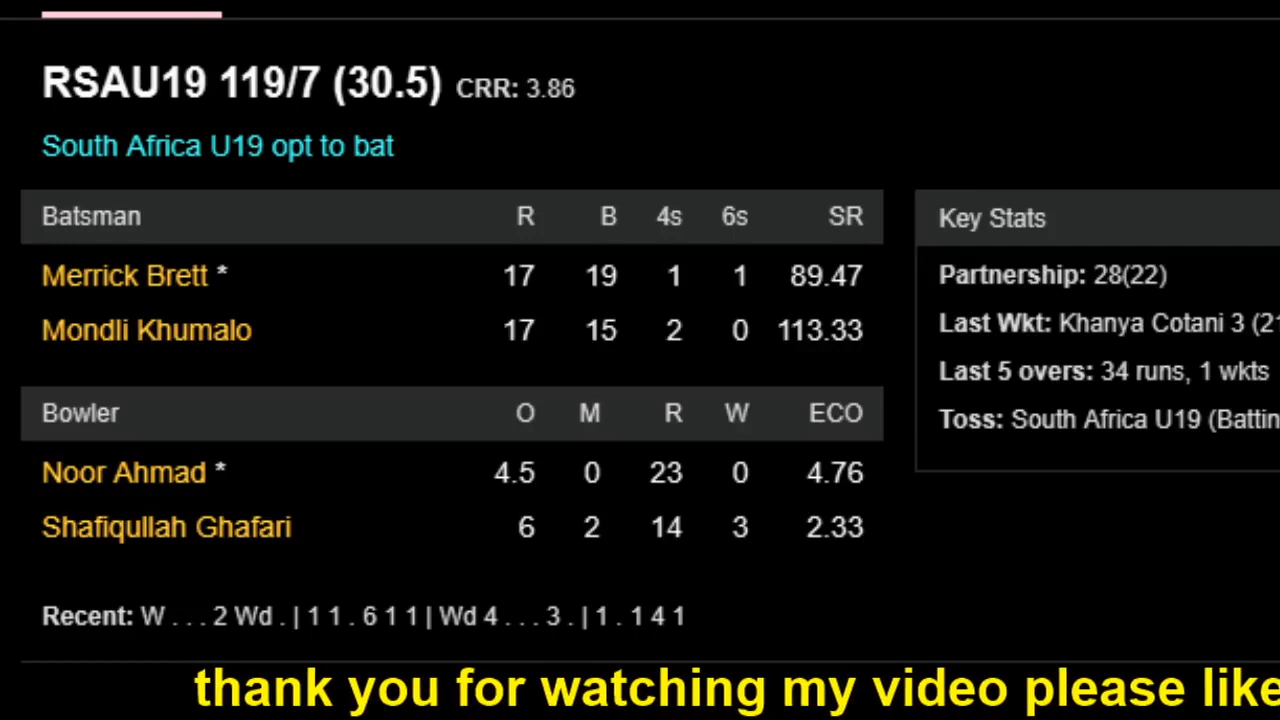 RSAU19 119/7 (30.5) CRR: 3.86
South Africa U19 opt to bat
Batsman R B 4s 6s SR
Merrick Brett * 17 19 1 1 89.47
Mondli Khumalo 17 15 2 0 113.33
Bowler O M R W ECO
Noor Ahmad * 4.5 0 23 0 4.76
Shafiqullah Ghafari 6 2 14 3 2.33
Recent: W . . . 2 Wd . | 1 1 . 6 1 1 | Wd 4 . . . 3 . | 1 . 1 4 1
Key Stats
Partnership: 28(22)
Last Wkt: Khanya Cotani 3 (2
Last 5 overs: 34 runs, 1 wkts
Toss: South Africa U19 (Battin
thank you for watching my video please like